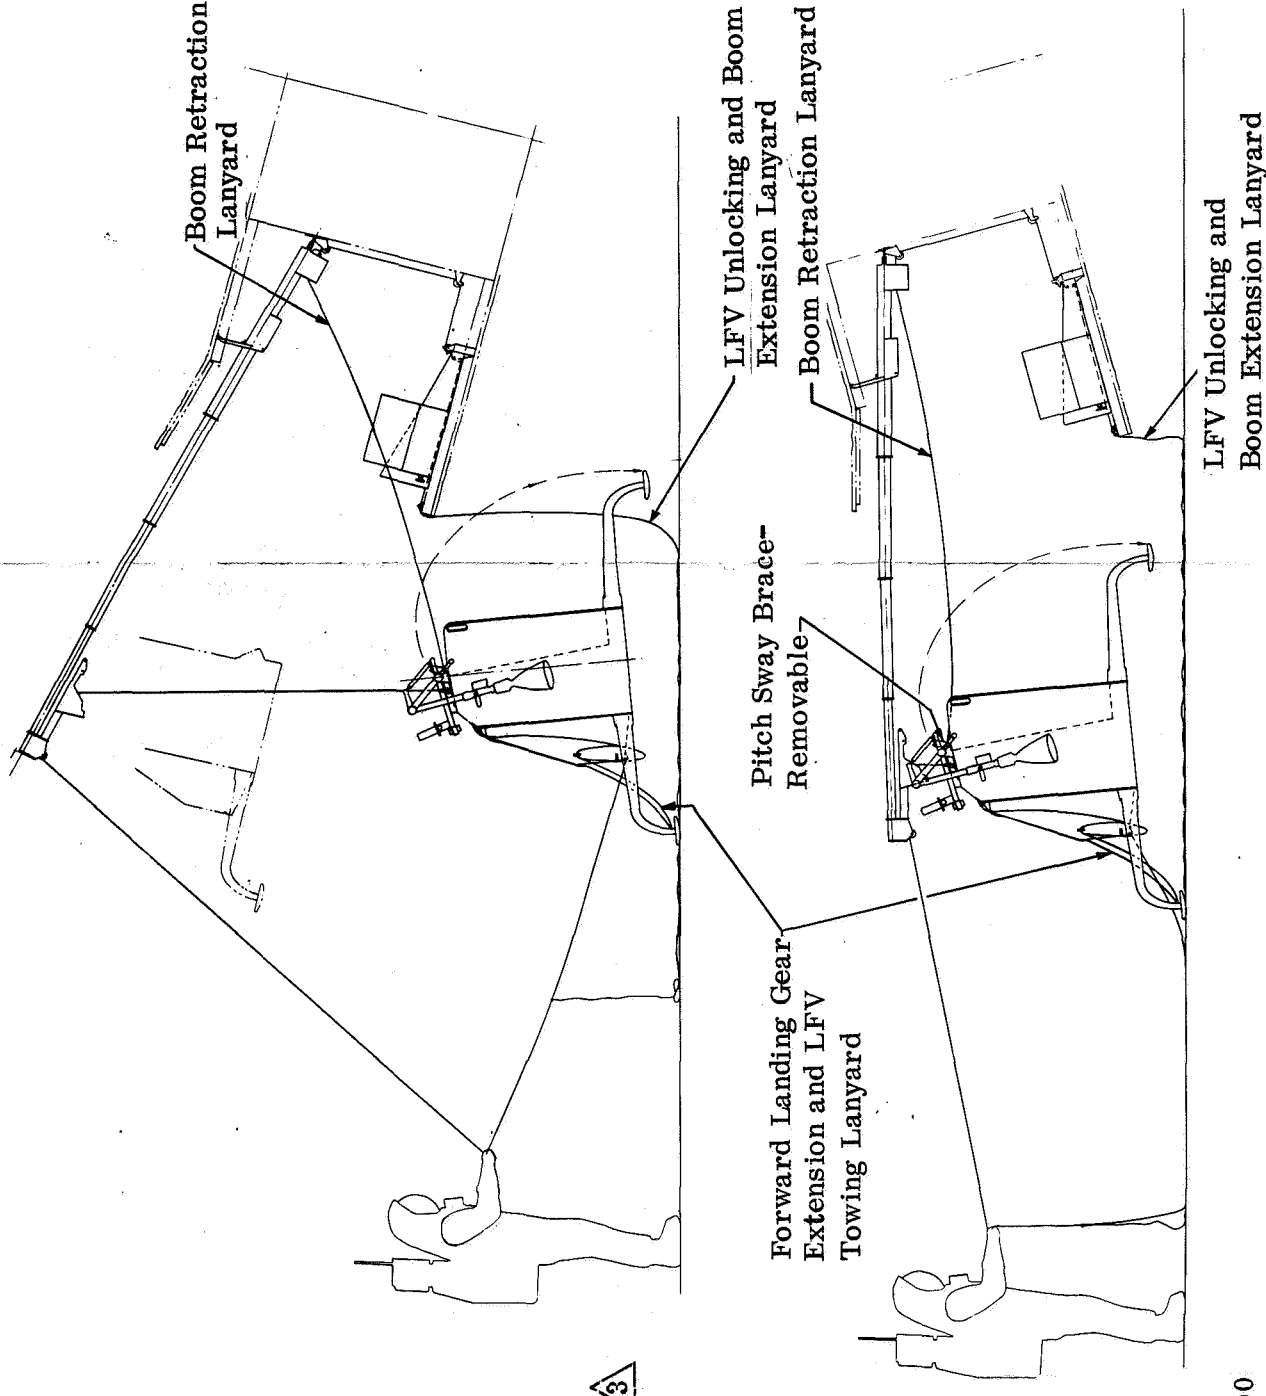 Boom Retraction
Lanyard
LFV Unlocking and Boom
Extension Lanyard
Pitch Sway Brace-
Removable
Forward Landing Gear
Extension and LFV
Towing Lanyard
Boom Retraction Lanyard
LFV Unlocking and
Boom Extension Lanyard
3